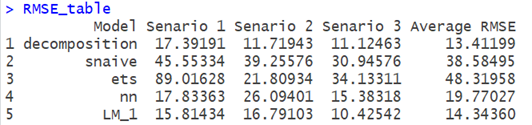 > RMSE_table
Model Senario 1 Senario 2 Senario 3 Average RMSE
1 decomposition 17.39191 11.71943 11.12463 13.41199
2 snaive 45.55334 39.25576 30.94576 38.58495
3 ets 89.01628 21.80934 34.13311 48.31958
4 nn 17.83363 26.09401 15.38318 19.77027
5 LM_1 15.81434 16.79103 10.42542 14.34360